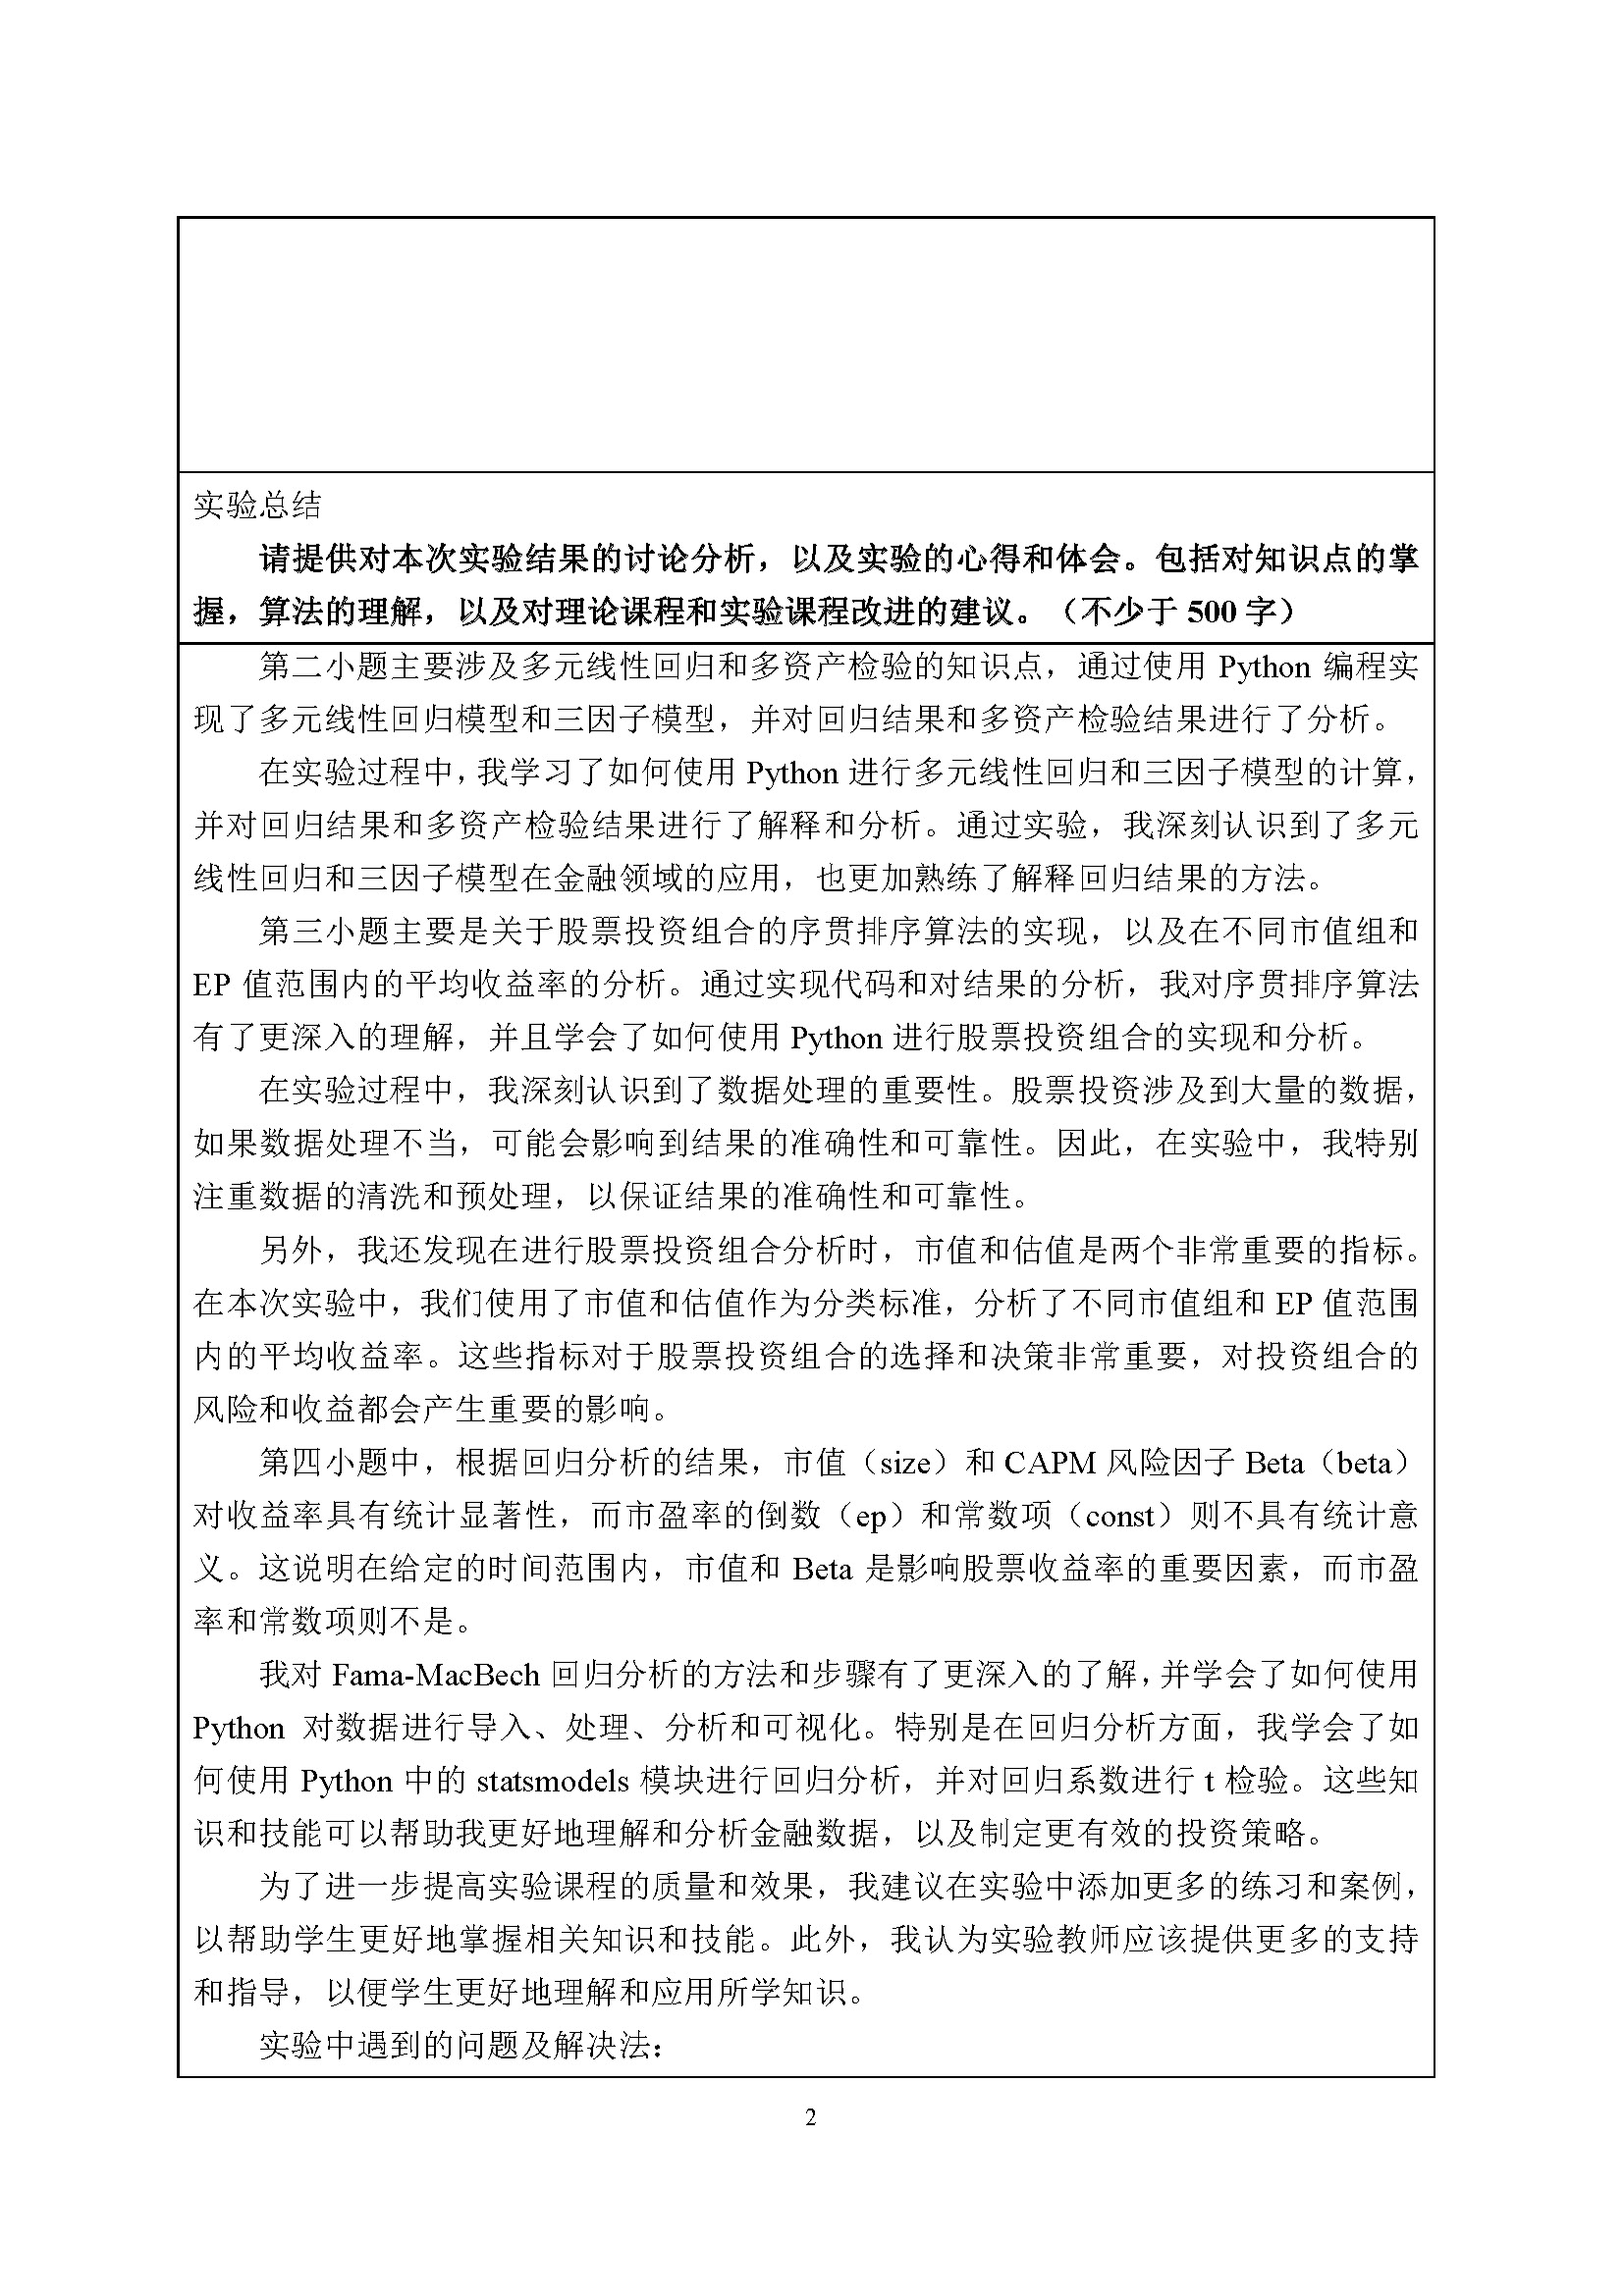 实验总结
请提供对本次实验结果的讨论分析，以及实验的心得和体会。包括对知识点的掌
握，算法的理解，以及对理论课程和实验课程改进的建议。（不少于 500 字）
第二小题主要涉及多元线性回归和多资产检验的知识点，通过使用 Python 编程实
现了多元线性回归模型和三因子模型，并对回归结果和多资产检验结果进行了分析。
在实验过程中，我学习了如何使用 Python 进行多元线性回归和三因子模型的计算，
并对回归结果和多资产检验结果进行了解释和分析。通过实验，我深刻认识到了多元
线性回归和三因子模型在金融领域的应用，也更加熟练了解释回归结果的方法。
第三小题主要是关于股票投资组合的序贯排序算法的实现，以及在不同市值组和
EP 值范围内的平均收益率的分析。通过实现代码和对结果的分析，我对序贯排序算法
有了更深入的理解，并且学会了如何使用 Python 进行股票投资组合的实现和分析。
在实验过程中，我深刻认识到了数据处理的重要性。股票投资涉及到大量的数据，
如果数据处理不当，可能会影响到结果的准确性和可靠性。因此，在实验中，我特别
注重数据的清洗和预处理，以保证结果的准确性和可靠性。
另外，我还发现在进行股票投资组合分析时，市值和估值是两个非常重要的指标。
在本次实验中，我们使用了市值和估值作为分类标准，分析了不同市值组和 EP 值范围
内的平均收益率。这些指标对于股票投资组合的选择和决策非常重要，对投资组合的
风险和收益都会产生重要的影响。
第四小题中，根据回归分析的结果，市值（size）和 CAPM 风险因子 Beta（beta）
对收益率具有统计显著性，而市盈率的倒数（ep）和常数项（const）则不具有统计意
义。这说明在给定的时间范围内，市值和 Beta 是影响股票收益率的重要因素，而市盈
率和常数项则不是。
我对 Fama-MacBech 回归分析的方法和步骤有了更深入的了解，并学会了如何使用
Python 对数据进行导入、处理、分析和可视化。特别是在回归分析方面，我学会了如
何使用 Python 中的 statsmodels 模块进行回归分析，并对回归系数进行 t 检验。这些知
识和技能可以帮助我更好地理解和分析金融数据，以及制定更有效的投资策略。
为了进一步提高实验课程的质量和效果，我建议在实验中添加更多的练习和案例，
以帮助学生更好地掌握相关知识和技能。此外，我认为实验教师应该提供更多的支持
和指导，以便学生更好地理解和应用所学知识。
实验中遇到的问题及解决法：
2